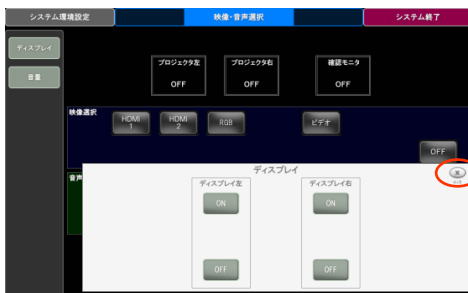 システム環境設定 映像・音声選択 システム終了
ディスプレイ
音量
プロジェクタ左 プロジェクタ右 確認モニタ
OFF OFF OFF
映像選択
HDMI 1 HDMI 2 RGB ビデオ
OFF
音声
ディスプレイ
ディスプレイ左 ディスプレイ右
ON ON
OFF OFF